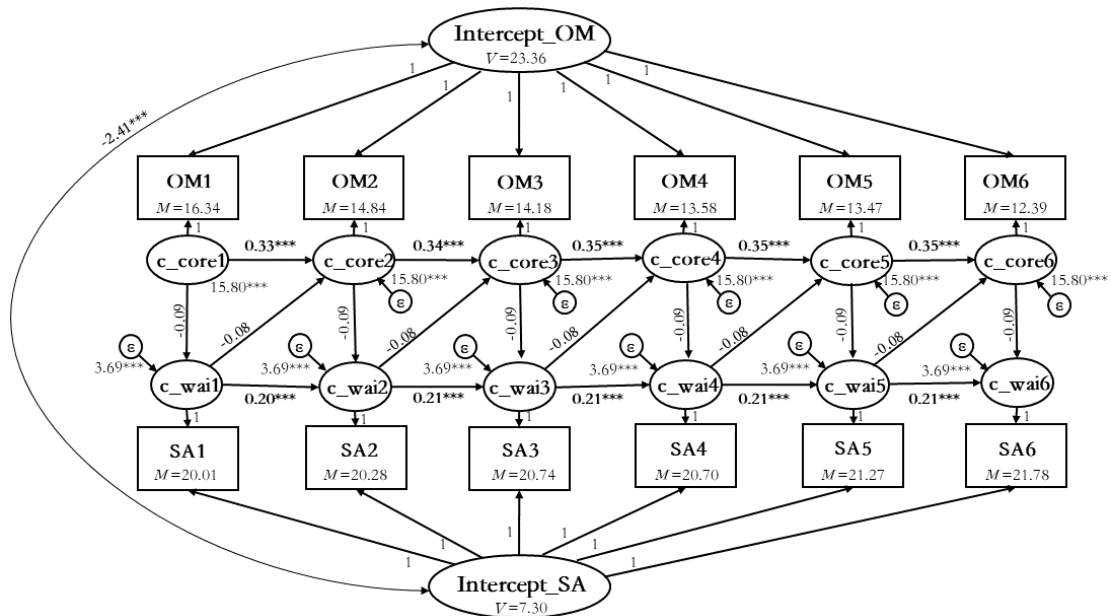 Intercept_OM
V=23.36
1 1 1 1 1 1
-2.41***
OM1 OM2 OM3 OM4 OM5 OM6
M=16.34 M=14.84 M=14.18 M=13.58 M=13.47 M=12.39
1 1 1 1 1 1
0.33*** 0.34*** 0.35*** 0.35*** 0.35***
c_core1 c_core2 c_core3 c_core4 c_core5 c_core6
15.80*** 15.80*** 15.80*** 15.80*** 15.80*** 15.80***
ε ε ε ε ε
-0.09 -0.09 -0.09 -0.09 -0.09 -0.09
-0.08 -0.08 -0.08 -0.08 -0.08
ε ε ε ε ε ε
3.69*** 3.69*** 3.69*** 3.69*** 3.69*** 3.69***
c_wai1 c_wai2 c_wai3 c_wai4 c_wai5 c_wai6
0.20*** 0.21*** 0.21*** 0.21*** 0.21***
1 1 1 1 1 1
SA1 SA2 SA3 SA4 SA5 SA6
M=20.01 M=20.28 M=20.74 M=20.70 M=21.27 M=21.78
1 1 1 1 1 1
Intercept_SA
V=7.30